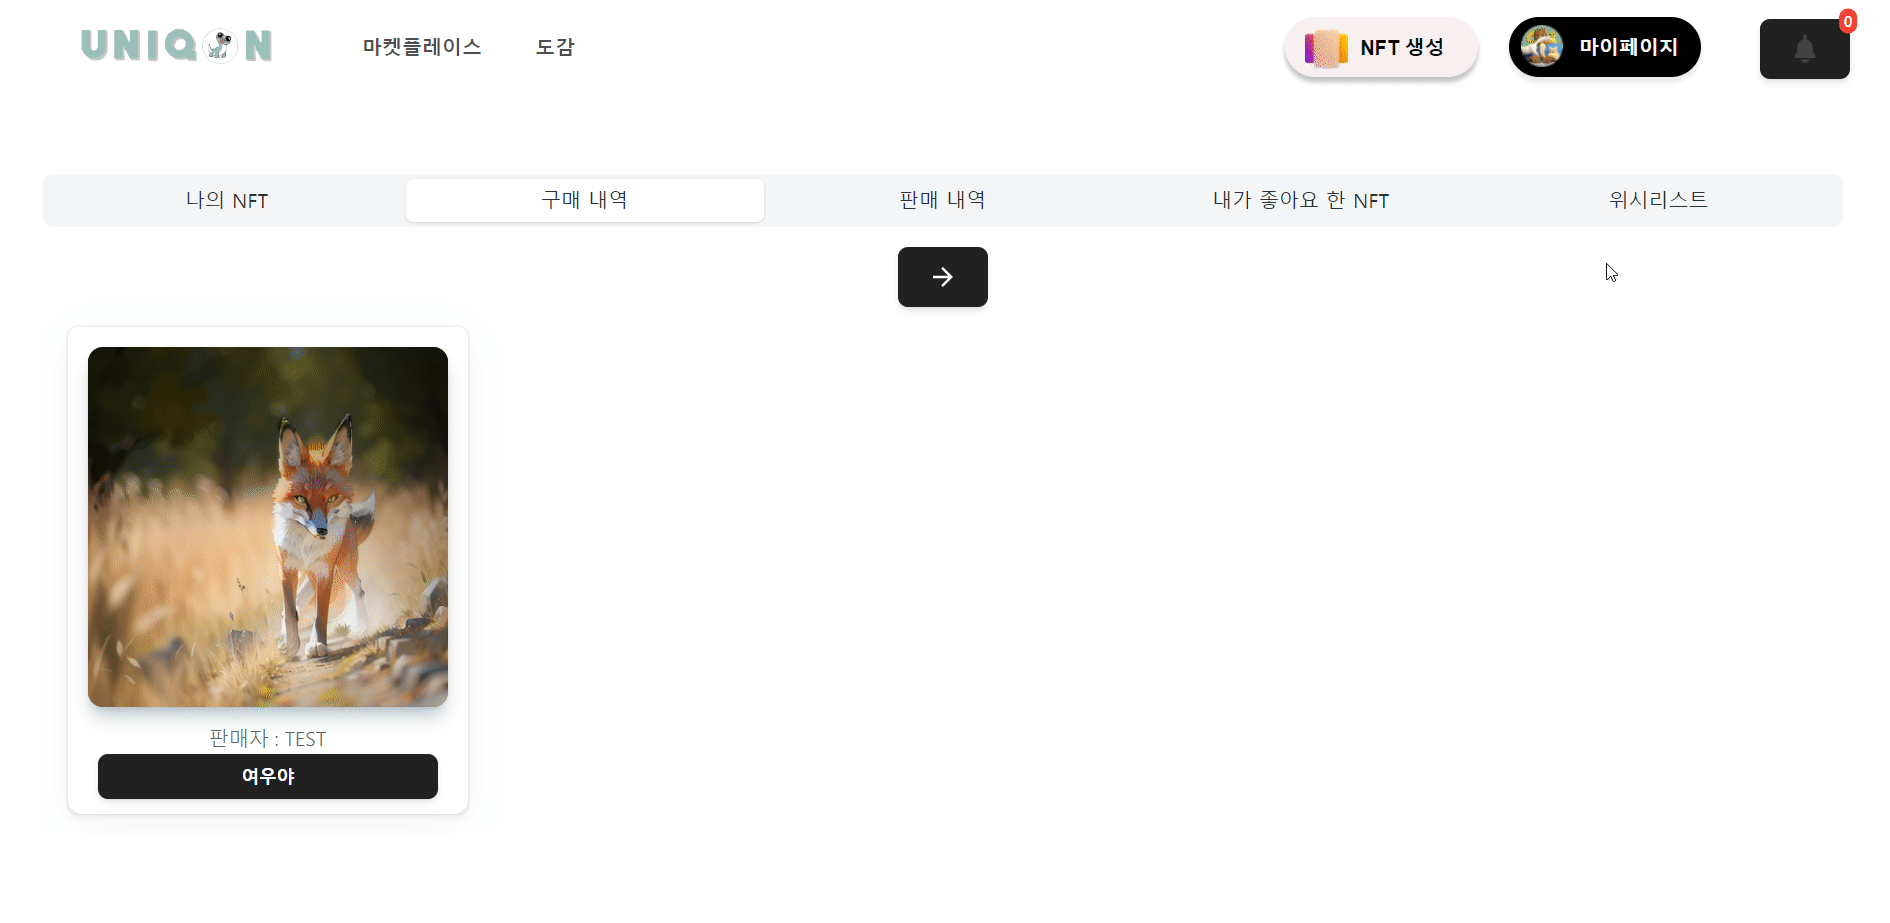 UNIQON
마켓플레이스
도감
NFT 생성
마이페이지
0
나의 NFT
구매 내역
판매 내역
내가 좋아요 한 NFT
위시리스트
판매자 : TEST
여우야